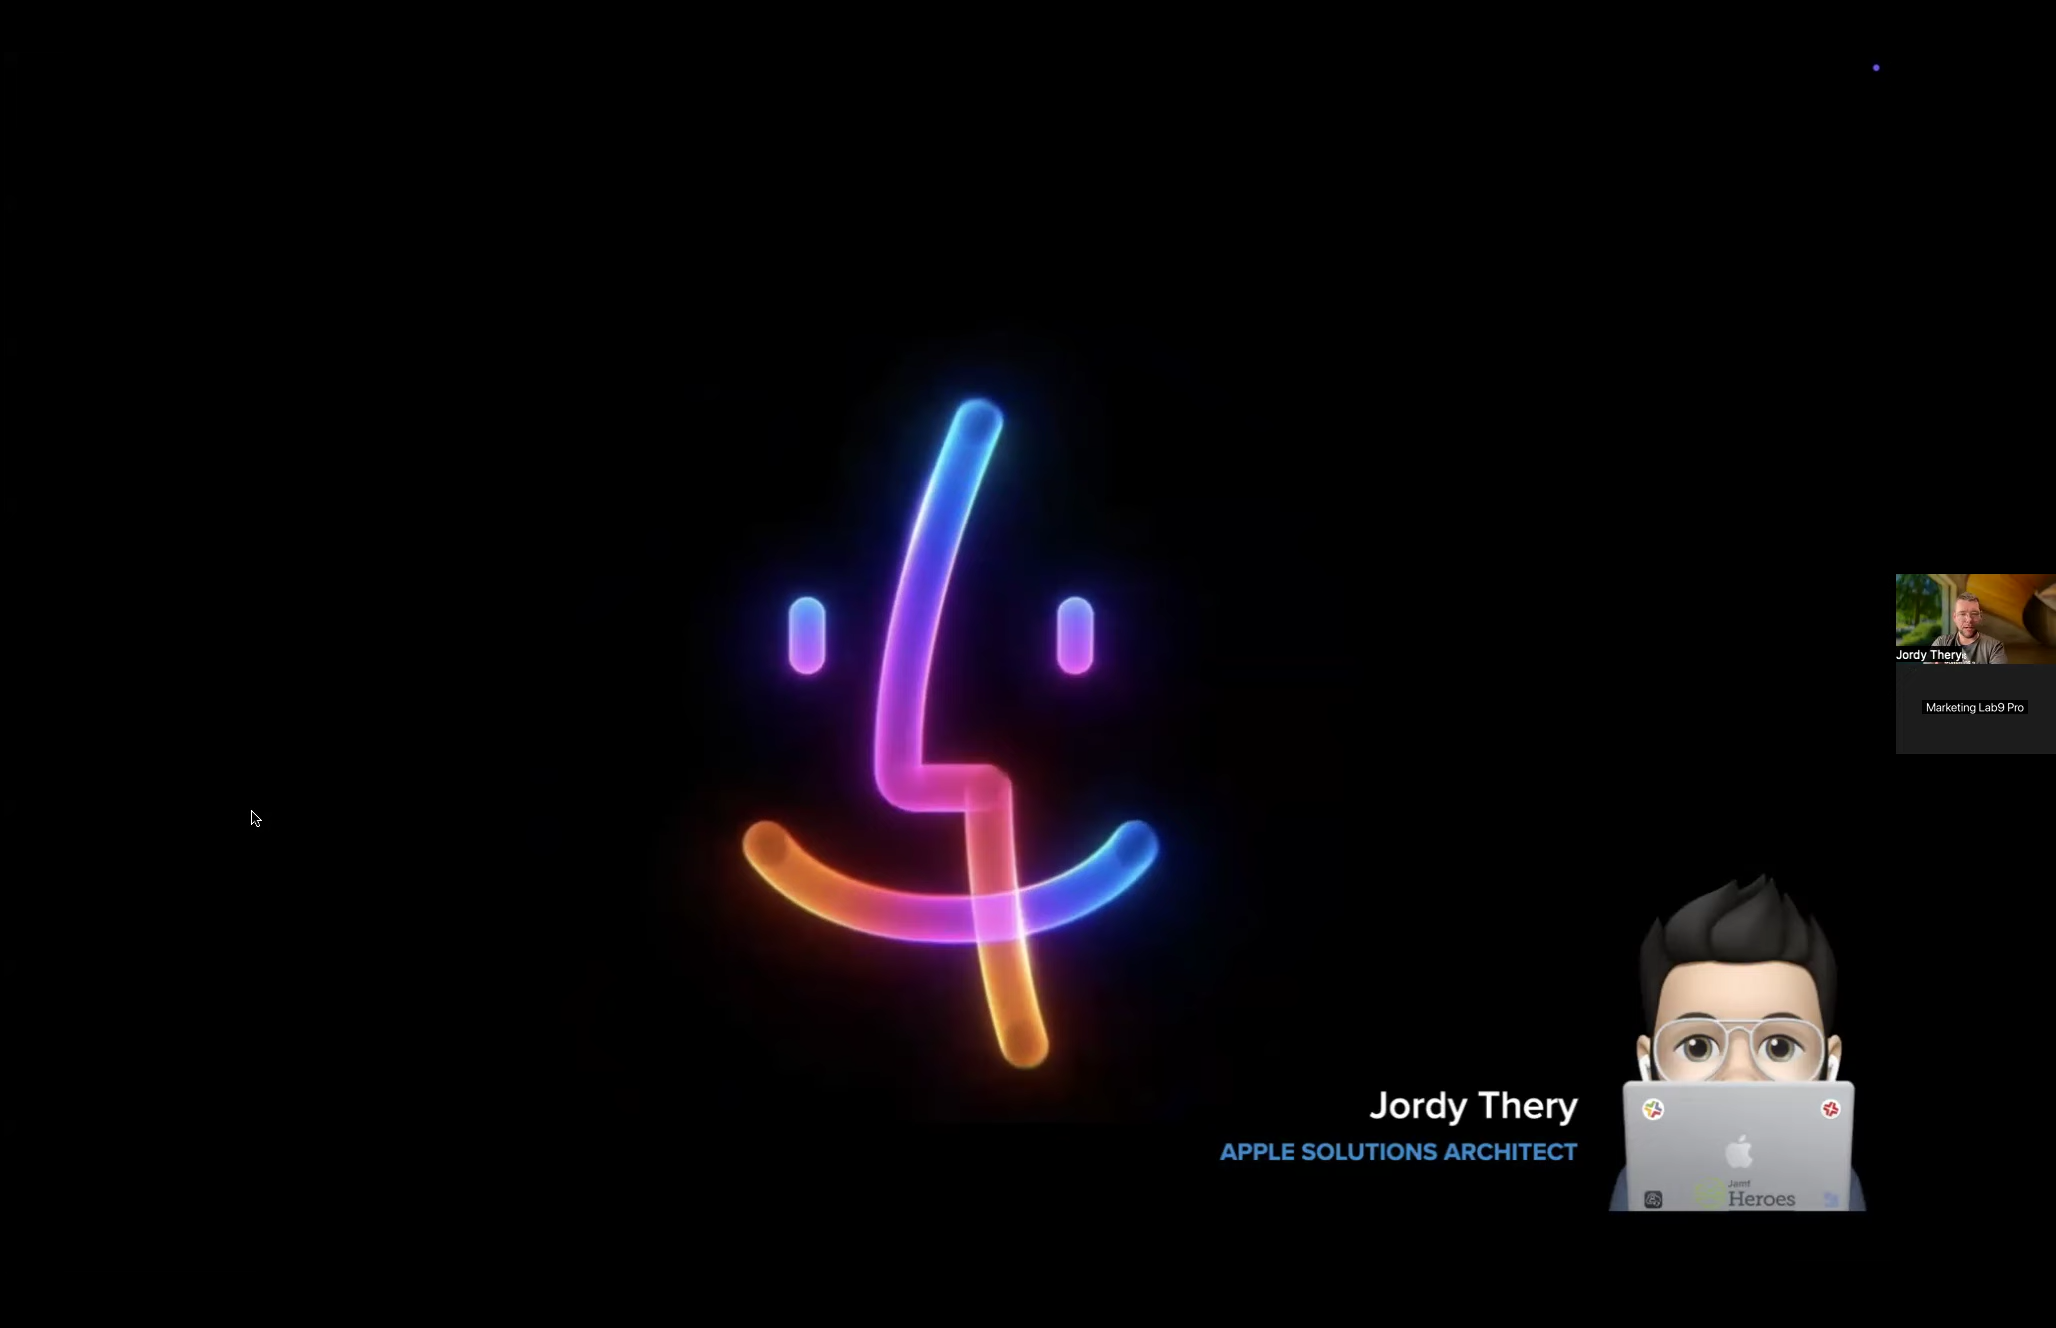 Jordy Thery
Marketing Lab9 Pro
Jordy Thery
APPLE SOLUTIONS ARCHITECT
Jamf
Heroes